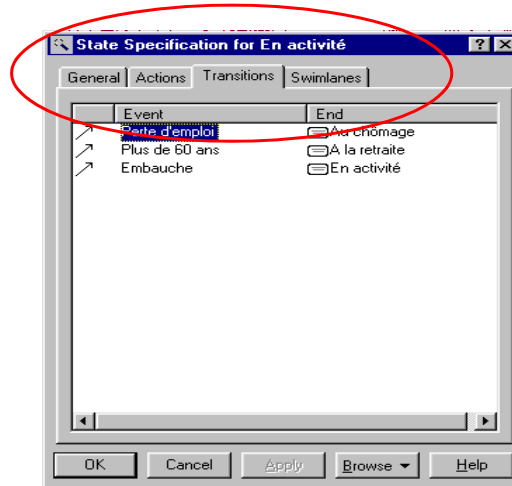 State Specification for En activité
General Actions Transitions Swimlanes
Event End
Perte d'emploi Au chômage
Plus de 60 ans A la retraite
Embauche En activité
OK Cancel Apply Browse Help